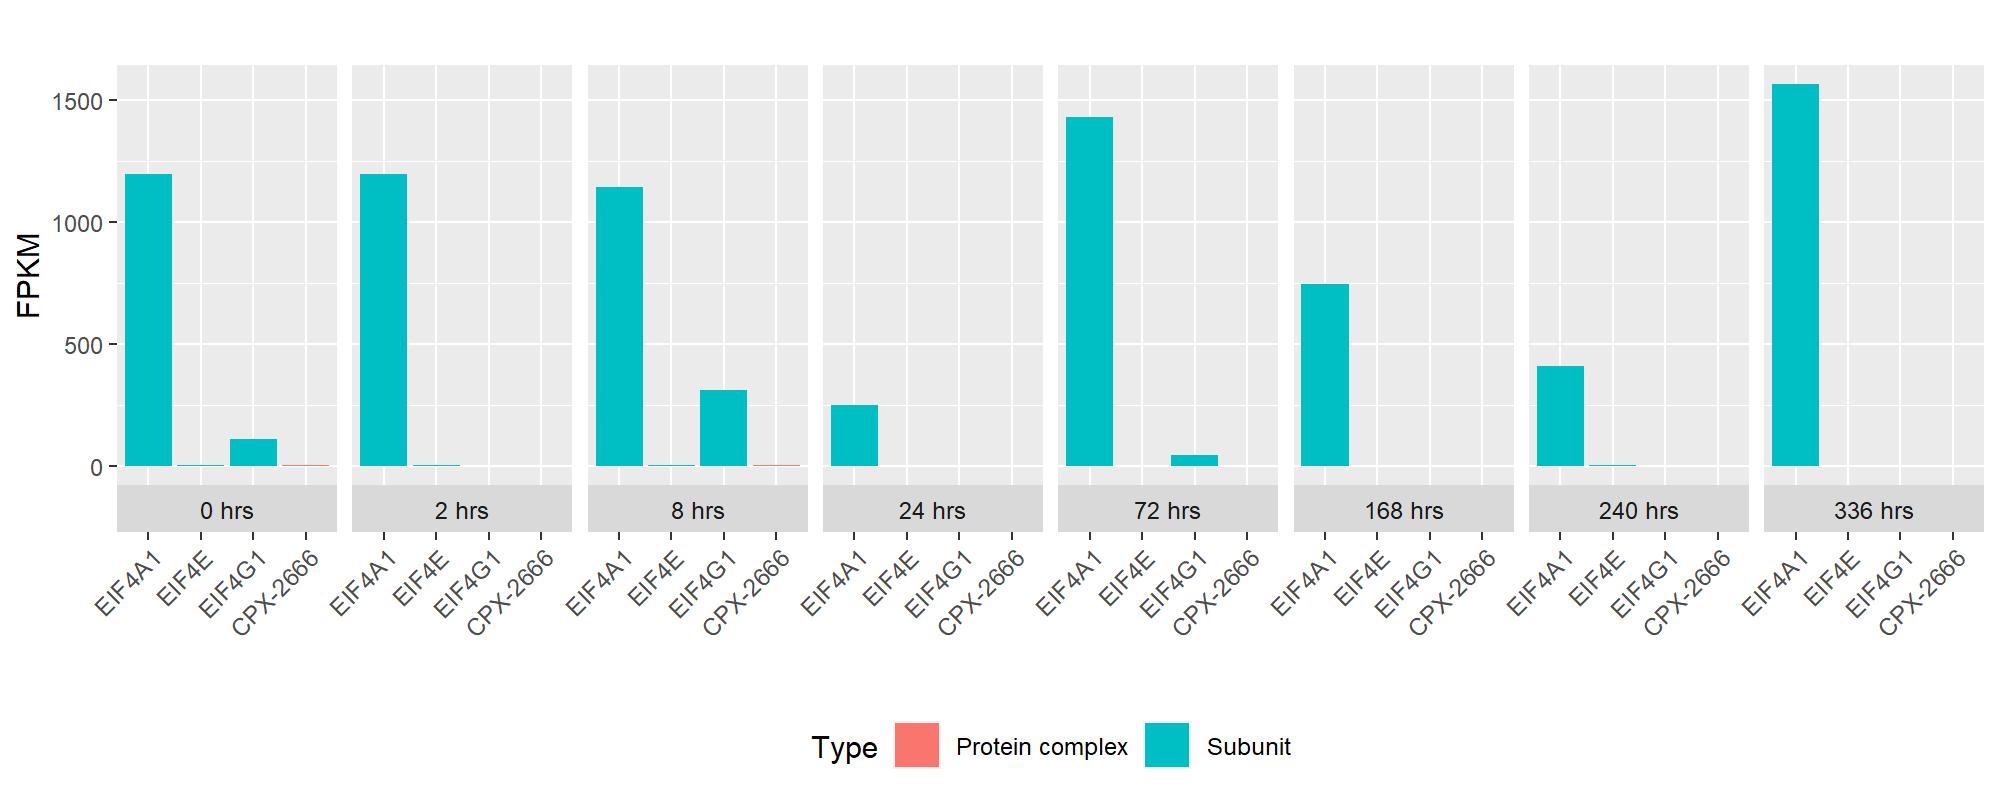 FPKM
1500
1000
500
0
0 hrs 2 hrs 8 hrs 24 hrs 72 hrs 168 hrs 240 hrs 336 hrs
EIF4A1 EIF4E EIF4G1 CPX-2666 EIF4A1 EIF4E EIF4G1 CPX-2666 EIF4A1 EIF4E EIF4G1 CPX-2666 EIF4A1 EIF4E EIF4G1 CPX-2666 EIF4A1 EIF4E EIF4G1 CPX-2666 EIF4A1 EIF4E EIF4G1 CPX-2666 EIF4A1 EIF4E EIF4G1 CPX-2666 EIF4A1 EIF4E EIF4G1 CPX-2666
Type Protein complex Subunit